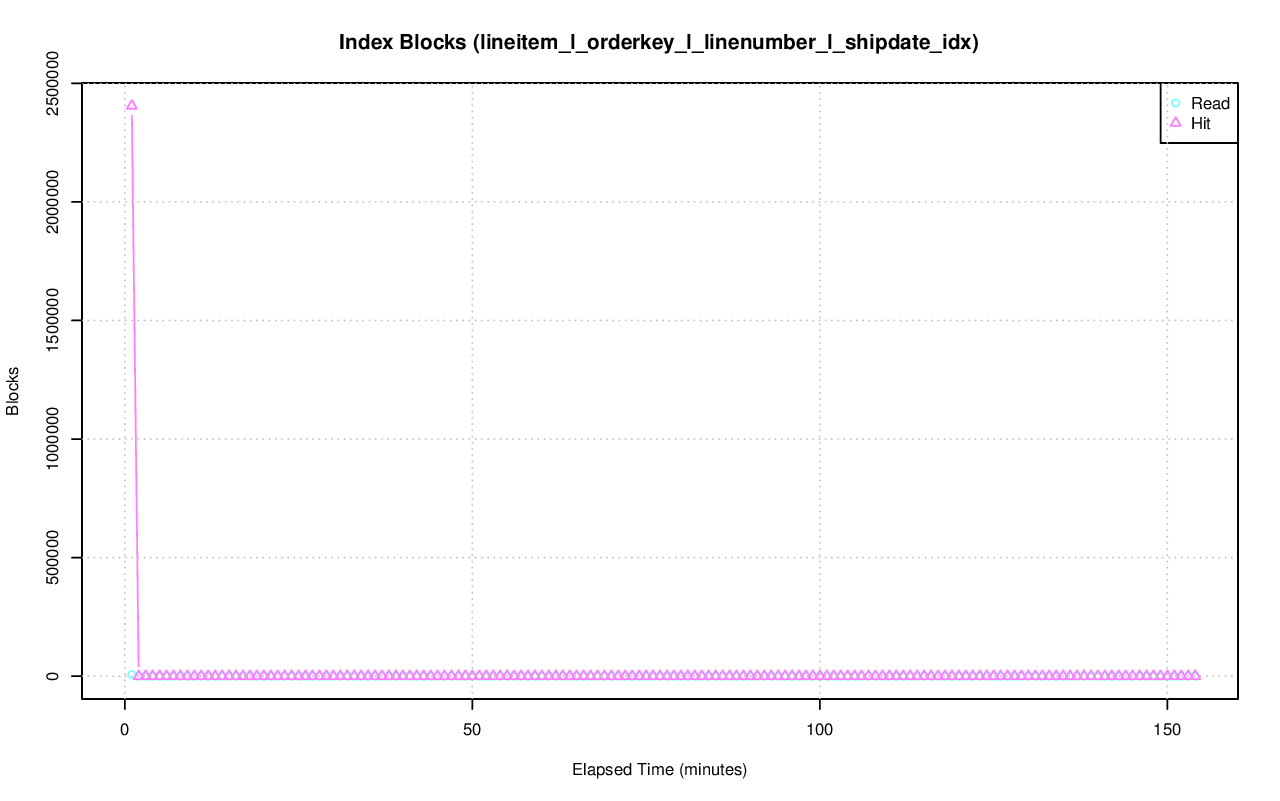 Index Blocks (lineitem_l_orderkey_l_linenumber_l_shipdate_idx)
Read
Hit
Blocks
2500000
2000000
1500000
1000000
500000
0
0
50
100
150
Elapsed Time (minutes)